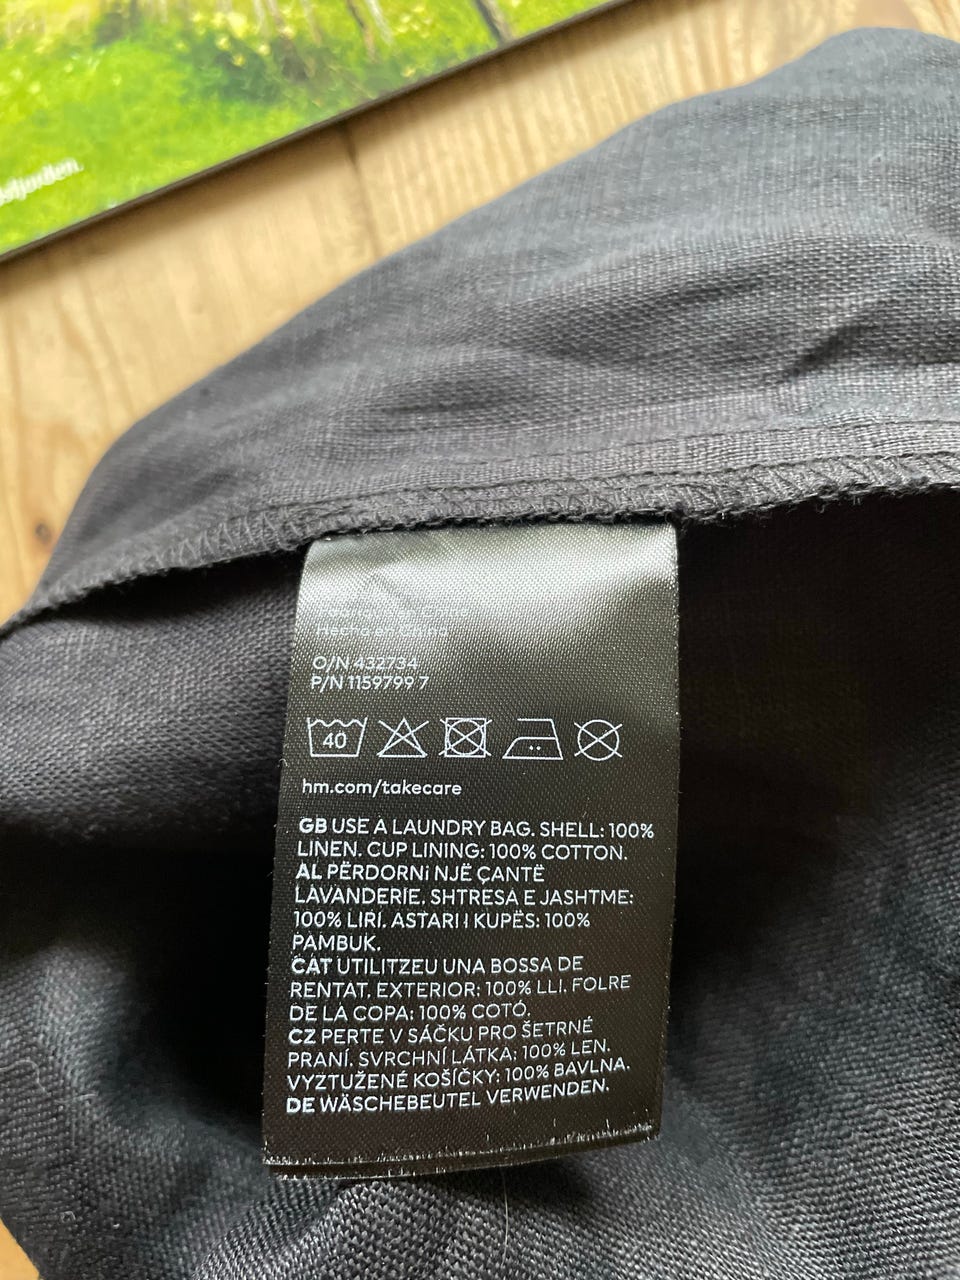 Hecho en China
O/N 432734
P/N 1159799 7
40
hm.com/takecare
GB USE A LAUNDRY BAG. SHELL: 100%
LINEN. CUP LINING: 100% COTTON.
AL PËRDORNi NJË ÇANTË
LAVANDERIE. SHTRESA E JASHTME:
100% LIRI. ASTARI I KUPËS: 100%
PAMBUK.
CAT UTILITZEU UNA BOSSA DE
RENTAT. EXTERIOR: 100% LLI. FOLRE
DE LA COPA: 100% COTÓ.
CZ PERTE V SÁČKU PRO ŠETRNÉ
PRANÍ. SVRCHNÍ LÁTKA: 100% LEN.
VYZTUŽENÉ KOŠÍČKY: 100% BAVLNA.
DE WÄSCHEBEUTEL VERWENDEN.